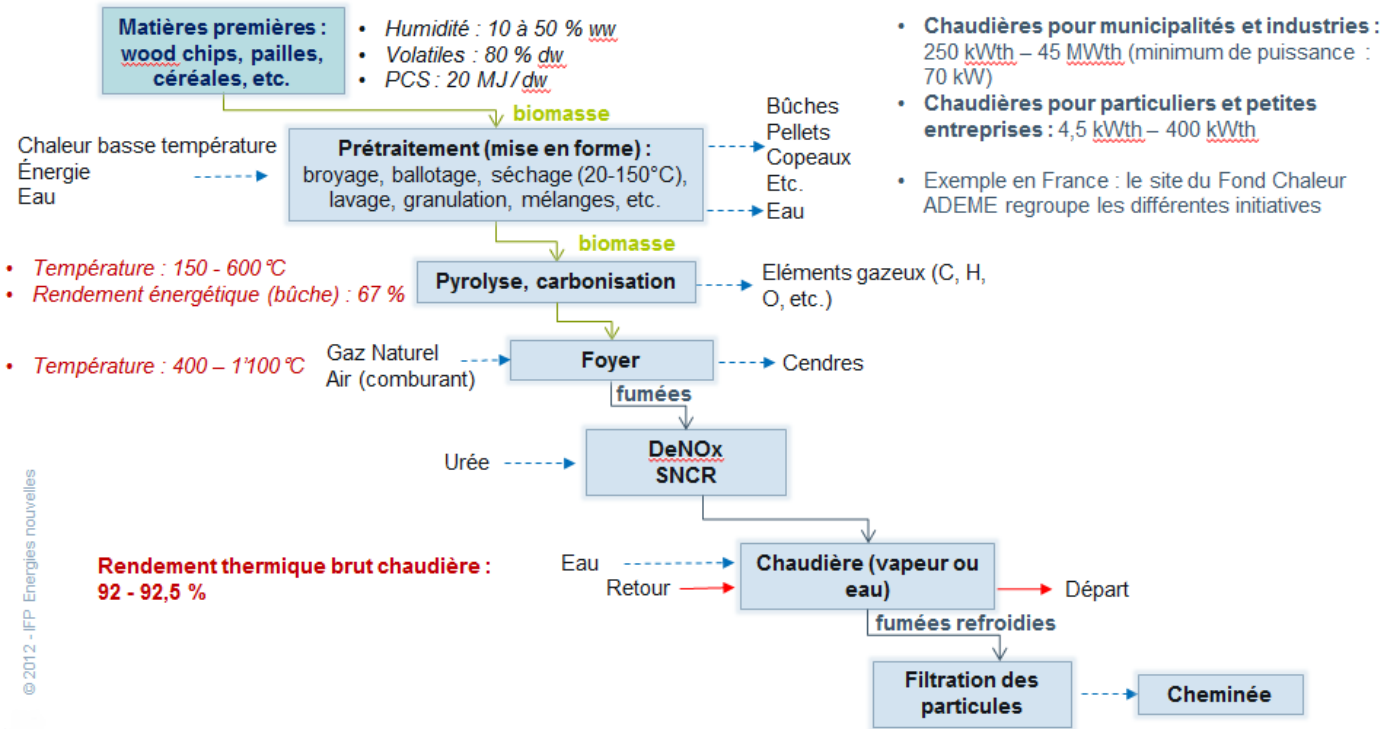 Matières premières :
wood chips, pailles,
céréales, etc.
• Humidité : 10 à 50 % ww
• Volatiles : 80 % dw
• PCS : 20 MJ / dw
• Chaudières pour municipalités et industries :
250 kWth – 45 MWth (minimum de puissance :
70 kW)
• Chaudières pour particuliers et petites
entreprises : 4,5 kWth – 400 kWth
• Exemple en France : le site du Fond Chaleur
ADEME regroupe les différentes initiatives
biomasse
Chaleur basse température
Énergie
Eau
Prétraitement (mise en forme) :
broyage, ballotage, séchage (20-150°C),
lavage, granulation, mélanges, etc.
Bûches
Pellets
Copeaux
Etc.
Eau
biomasse
• Température : 150 - 600 °C
• Rendement énergétique (bûche) : 67 %
Pyrolyse, carbonisation
Eléments gazeux (C, H,
O, etc.)
• Température : 400 – 1'100 °C
Gaz Naturel
Air (comburant)
Foyer
Cendres
fumées
Urée
DeNOx
SNCR
Rendement thermique brut chaudière :
92 - 92,5 %
Eau
Retour
Chaudière (vapeur ou
eau)
Départ
fumées refroidies
Filtration des
particules
Cheminée
© 2012 - IFP Energies nouvelles